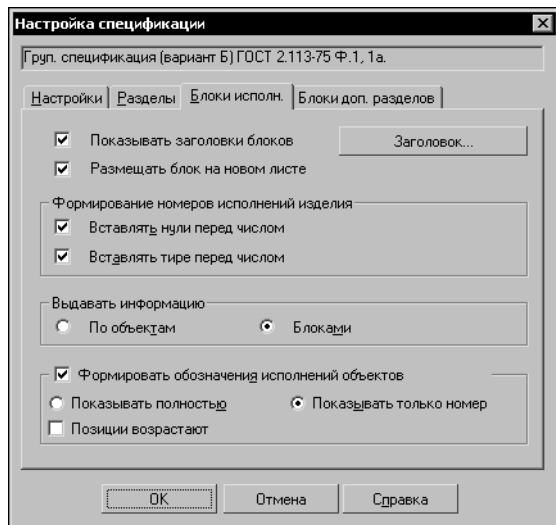 Настройка спецификации
Груп. спецификация (вариант Б) ГОСТ 2.113-75 Ф.1, 1а.
Настройки Разделы Блоки исполн. Блоки доп. разделов
Показывать заголовки блоков Заголовок...
Размещать блок на новом листе
Формирование номеров исполнений изделия
Вставлять нули перед числом
Вставлять тире перед числом
Выдавать информацию
По объектам Блоками
Формировать обозначения исполнений объектов
Показывать полностью Показывать только номер
Позиции возрастают
OK Отмена Справка